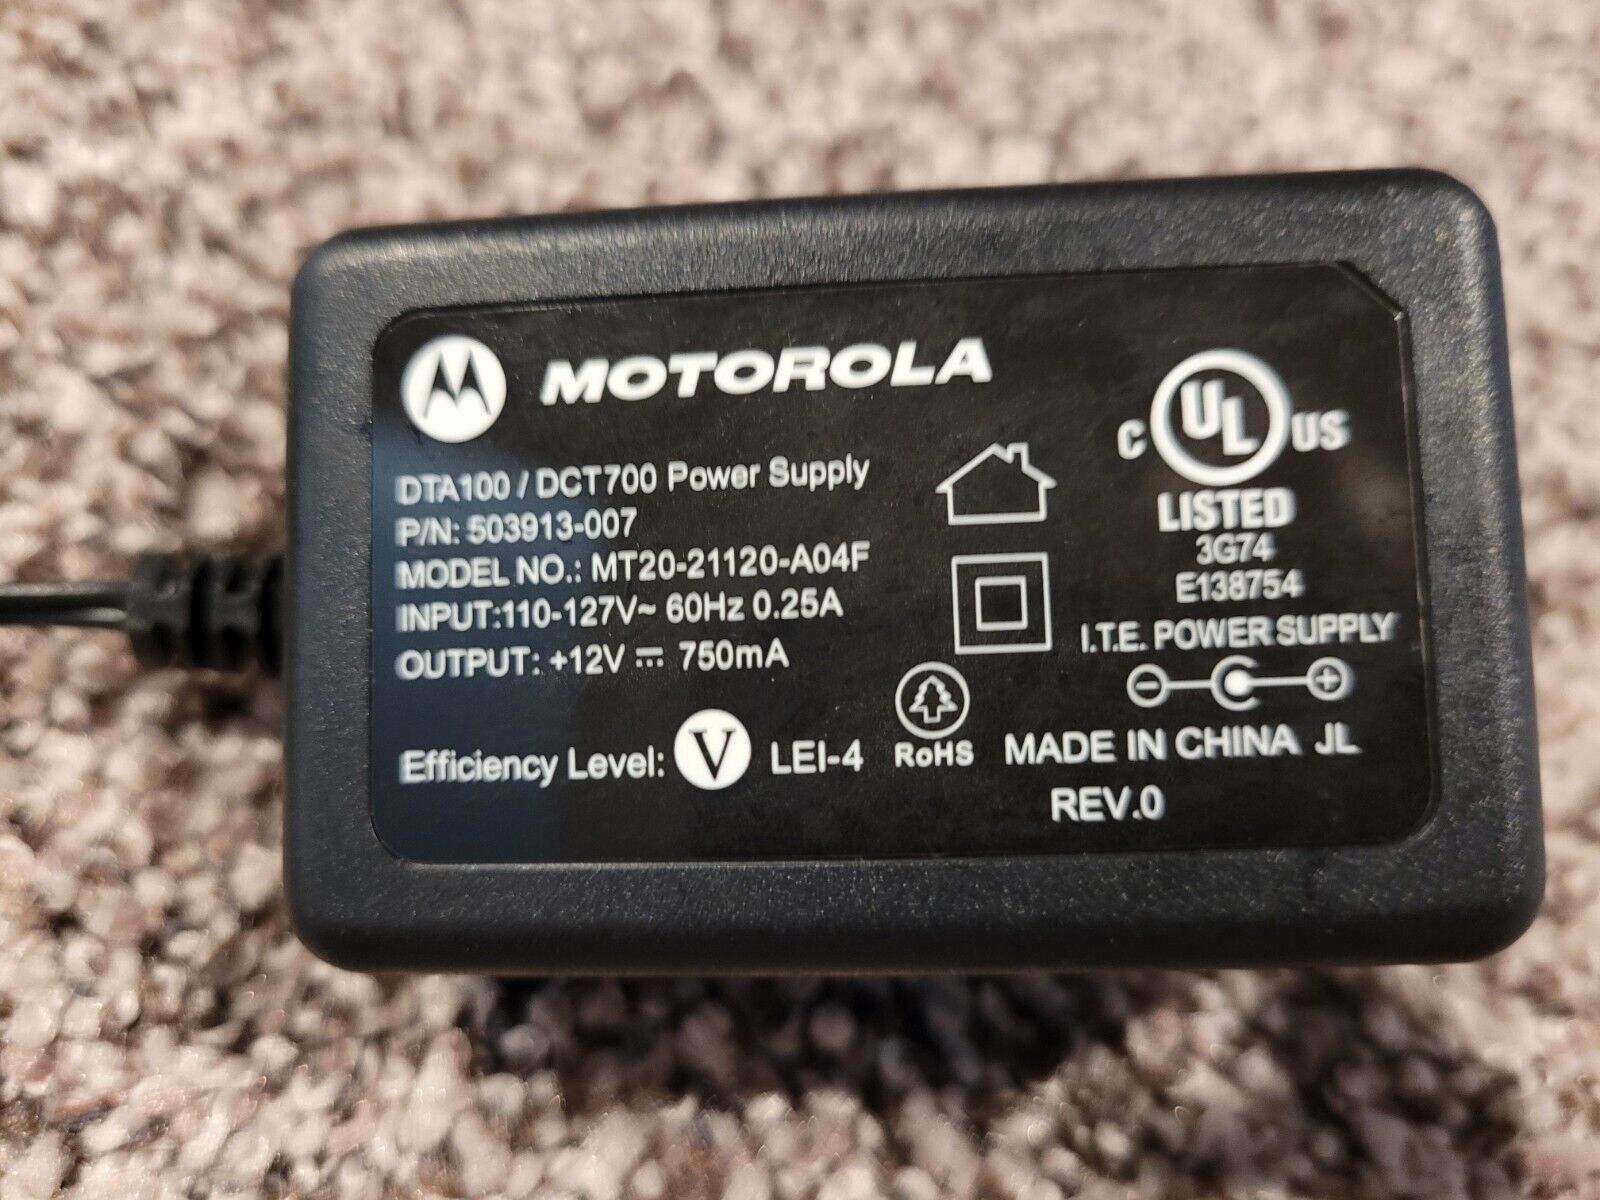 MOTOROLA
DTA100 / DCT700 Power Supply
P/N: 503913-007
MODEL NO.: MT20-21120-A04F
INPUT:110-127V~ 60Hz 0.25A
OUTPUT: +12V ⎓ 750mA
Efficiency Level: V LEI-4
RoHS
C UL US
LISTED
3G74
E138754
I.T.E. POWER SUPPLY
MADE IN CHINA JL
REV.0